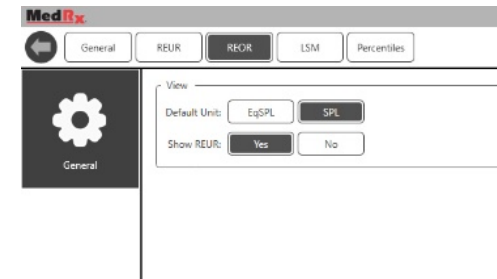 MedRx
General REUR REOR LSM Percentiles
View
Default Unit: EqSPL SPL
Show REUR: Yes No
General